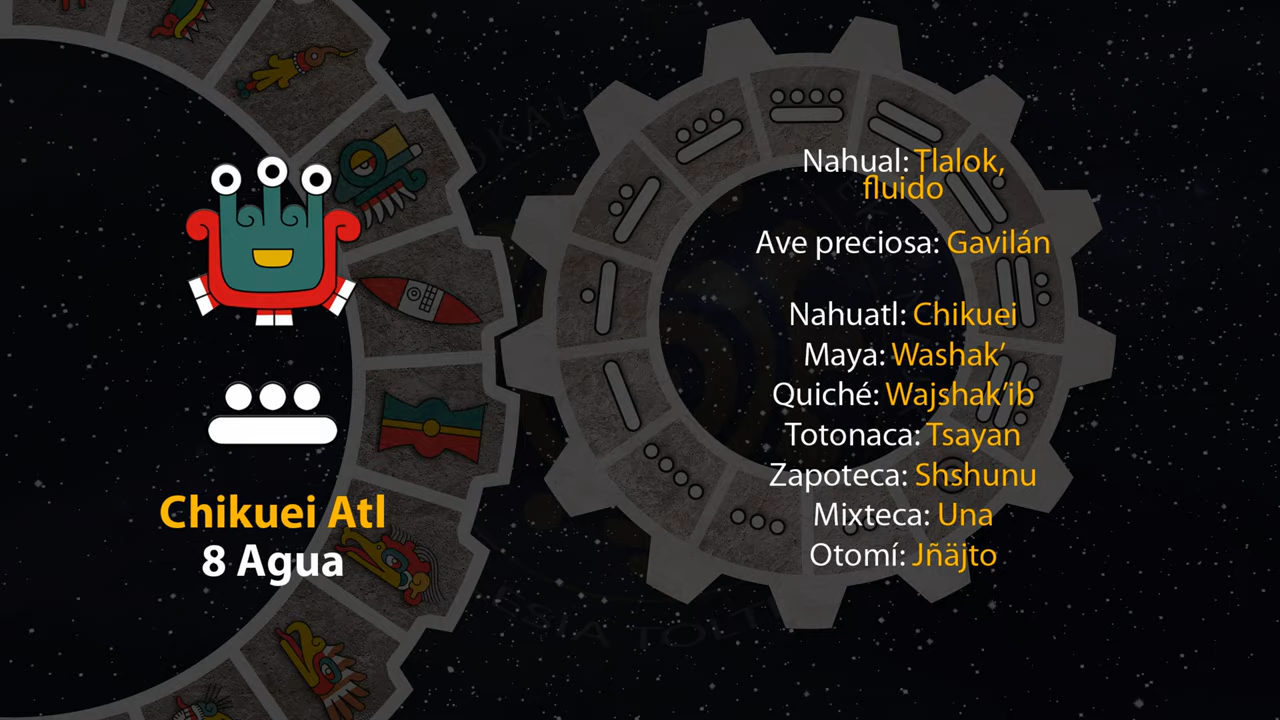 Chikuei Atl
8 Agua
Nahual: Tlalok,
fluido
Ave preciosa: Gavilán
Nahuatl: Chikuei
Maya: Washak’
Quiché: Wajshak’ib
Totonaca: Tsayan
Zapoteca: Shshunu
Mixteca: Una
Otomí: Jñäjto